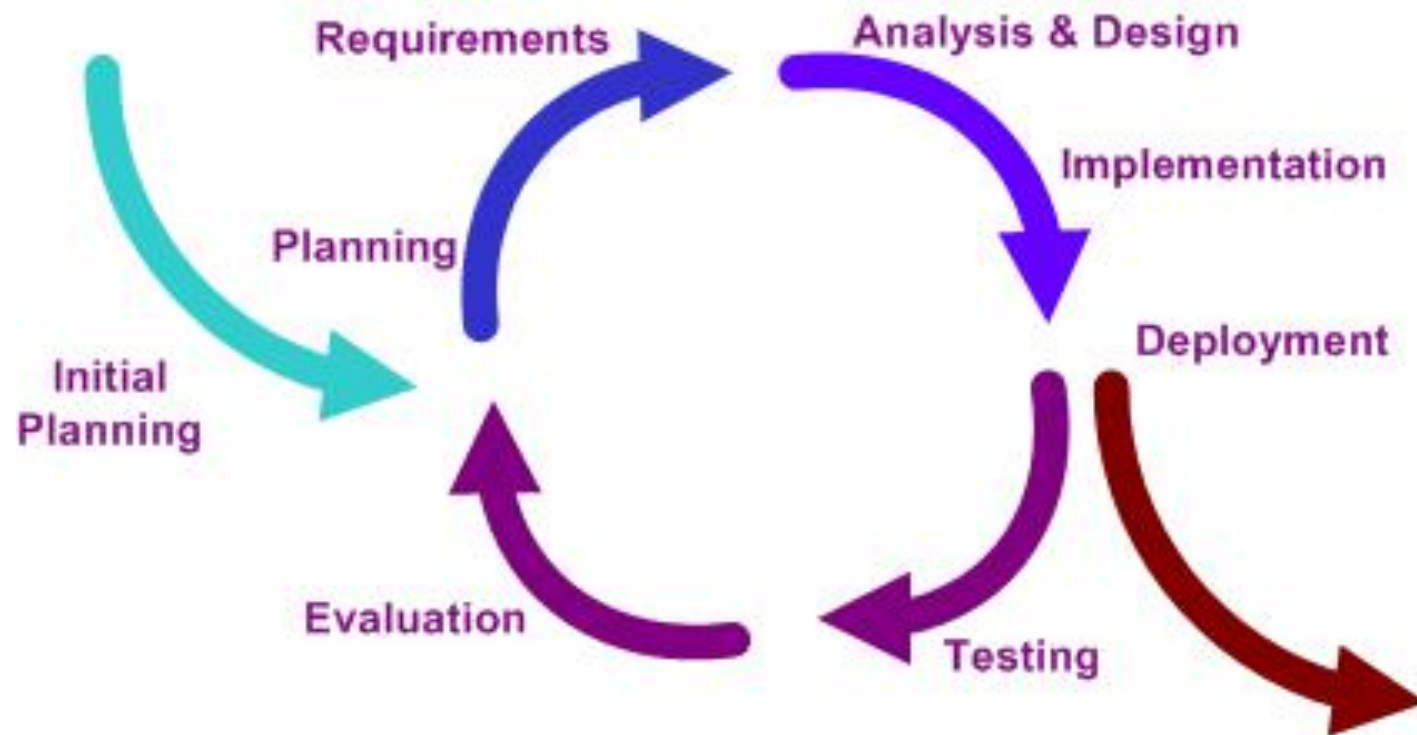 Requirements
Analysis & Design
Implementation
Planning
Deployment
Initial
Planning
Evaluation
Testing